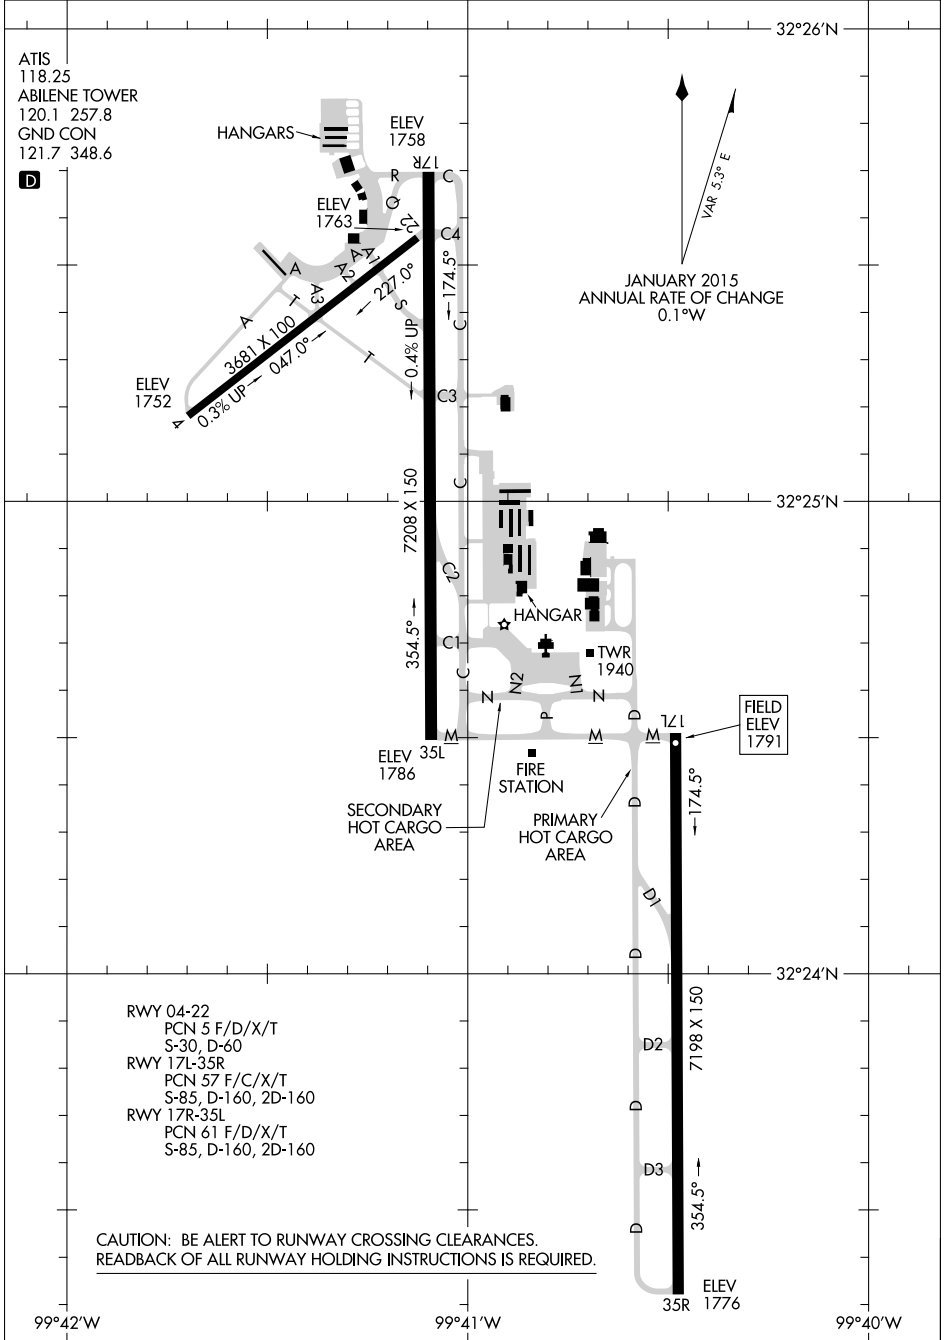 32°26'N
ATIS
118.25
ABILENE TOWER
120.1 257.8
GND CON
121.7 348.6
D
HANGARS
ELEV
1758
17R
R
C
Q
ELEV
1763
22
C4
A
A1
A2
A
A3
T
S
227.0°
174.5°
VAR 5.3° E
JANUARY 2015
ANNUAL RATE OF CHANGE
0.1°W
A
3681 X 100
047.0°
T
C
0.4% UP
ELEV
1752
0.3% UP
4
C3
C
7208 X 150
32°25'N
C2
HANGAR
354.5°
C1
TWR
1940
C
N2
N1
N
N
P
D
M
M
M
17L
FIELD
ELEV
1791
35L
ELEV
1786
FIRE
STATION
SECONDARY
HOT CARGO
AREA
PRIMARY
HOT CARGO
AREA
D
174.5°
D1
D
32°24'N
7198 X 150
RWY 04-22
PCN 5 F/D/X/T
S-30, D-60
RWY 17L-35R
PCN 57 F/C/X/T
S-85, D-160, 2D-160
RWY 17R-35L
PCN 61 F/D/X/T
S-85, D-160, 2D-160
D2
D
D3
354.5°
D
CAUTION: BE ALERT TO RUNWAY CROSSING CLEARANCES.
READBACK OF ALL RUNWAY HOLDING INSTRUCTIONS IS REQUIRED.
35R
ELEV
1776
99°42'W
99°41'W
99°40'W